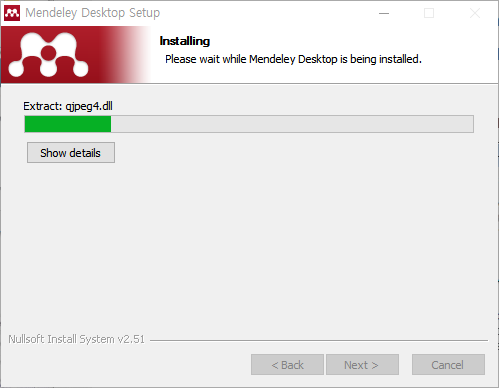 Mendeley Desktop Setup
Installing
Please wait while Mendeley Desktop is being installed.
Extract: qjpeg4.dll
Show details
Nullsoft Install System v2.51
< Back
Next >
Cancel